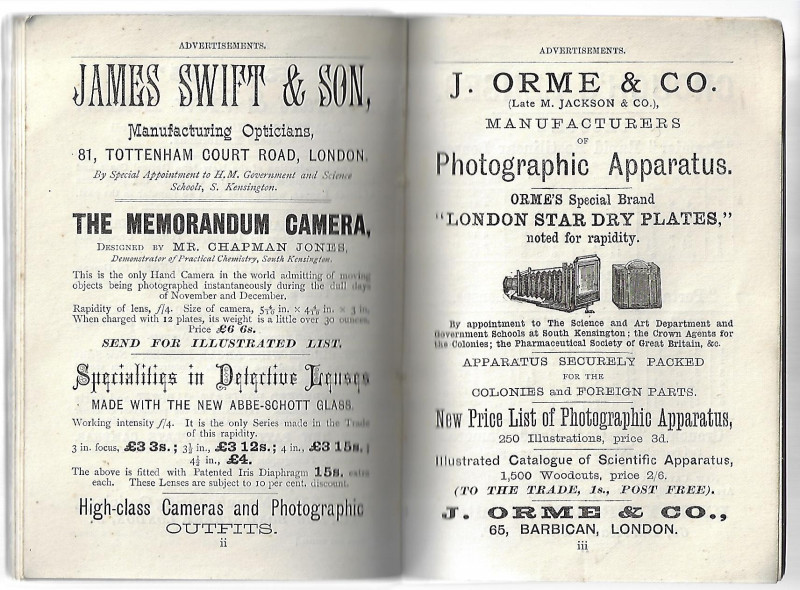 ADVERTISEMENTS.
JAMES SWIFT & SON,
Manufacturing Opticians,
81, TOTTENHAM COURT ROAD, LONDON.
By Special Appointment to H.M. Government and Science
Schools, S. Kensington.
THE MEMORANDUM CAMERA,
DESIGNED BY MR. CHAPMAN JONES,
Demonstrator of Practical Chemistry, South Kensington.
This is the only Hand Camera in the world admitting of moving
objects being photographed instantaneously during the dull days
of November and December.
Rapidity of lens, f/4. Size of camera, in. × in. × 3 in.
When charged with 12 plates, its weight is a little over 30 ounces.
Price £6 6s.
SEND FOR ILLUSTRATED LIST.
Specialities in Detective Lenses
MADE WITH THE NEW ABBE-SCHOTT GLASS.
Working intensity f/4. It is the only Series made in the Trade
of this rapidity.
3 in. focus, £3 3s.; 3½ in., £3 12s.; 4 in., £3 15s.;
4½ in., £4.
The above is fitted with Patented Iris Diaphragm 15s. extra
each. These Lenses are subject to 10 per cent. discount.
High-class Cameras and Photographic
OUTFITS.
ii
ADVERTISEMENTS.
J. ORME & CO.
(Late M. JACKSON & CO.),
MANUFACTURERS
OF
Photographic Apparatus.
ORME'S Special Brand
"LONDON STAR DRY PLATES,"
noted for rapidity.
By appointment to The Science and Art Department and
Government Schools at South Kensington; the Crown Agents for
the Colonies; the Pharmaceutical Society of Great Britain, &c.
APPARATUS SECURELY PACKED
FOR THE
COLONIES and FOREIGN PARTS.
New Price List of Photographic Apparatus,
250 Illustrations, price 3d.
Illustrated Catalogue of Scientific Apparatus,
1,500 Woodcuts, price 2/6.
(TO THE TRADE, 1s., POST FREE).
J. ORME & CO.,
65, BARBICAN, LONDON.
iii